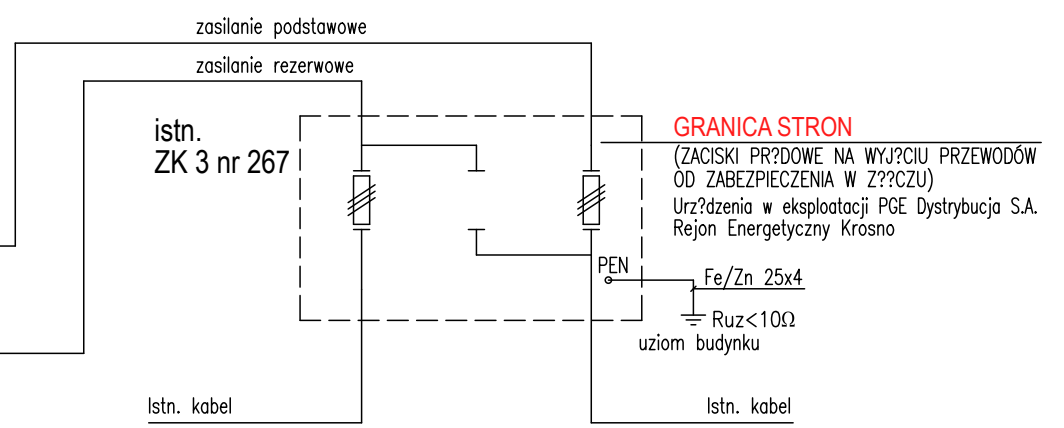 zasilanie podstawowe
zasilanie rezerwowe
istn.
ZK 3 nr 267
GRANICA STRON
(ZACISKI PR?DOWE NA WYJ?CIU PRZEWODÓW
OD ZABEZPIECZENIA W Z??CZU)
Urz?dzenia w eksploatacji PGE Dystrybucja S.A.
Rejon Energetyczny Krosno
PEN
Fe/Zn 25x4
Ruz<10Ω
uziom budynku
Istn. kabel
Istn. kabel